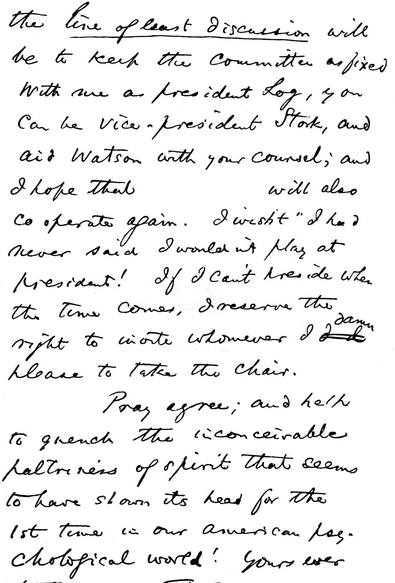 the line of least discussion will
be to keep the Committee as fixed
With me as president Log, you
Can be Vice-president Stork, and
aid Watson with your counsel; and
I hope that will also
cooperate again. I wisht "I had
never said I wouldn't play at
president! If I can't preside when
the time comes, I reserve the
right to invite whomever I damn
please to take the chair.
Pray agree; and help
to quench the inconceivable
paltriness of spirit that seems
to have shown its head for the
1st time in our american psy-
chological world! Yours ever